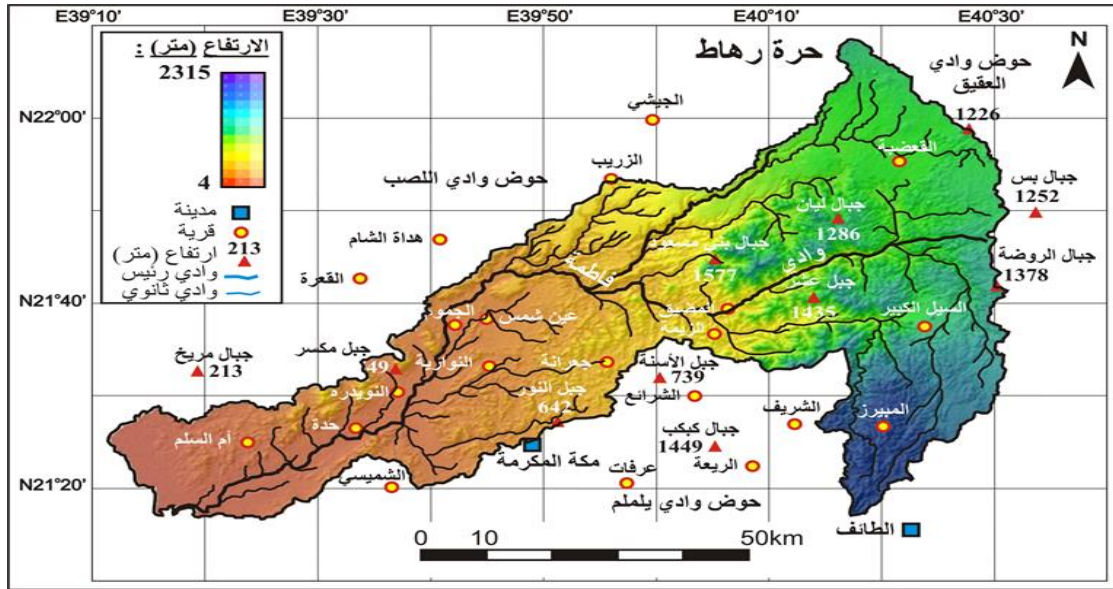 E39°10' E39°30' E39°50' E40°10' E40°30'
N22°00'
N21°40'
N21°20'
الارتفاع (متر) :
2315
4
مدينة
قرية
ارتفاع (متر) 213
وادي رئيس
وادي ثانوي
N
حرة رهاط
حوض وادي
العقيق
1226
الجيشي
القعضبة
الزريب
حوض وادي اللصب
جبال بس
1252
جبال ليان
1286
هداة الشام
جبال بني مسعود
1577
وادي
فاطمة
جبال الروضة
1378
القعرة
جبل عشر
1435
المضيق
السيل الكبير
الزيمة
الجموم
عين شمس
جبال مريخ
213
جبل مكسر
49
النوارية
جعرانة
جبل الأسنة
739
النويدره
جبل النور
642
الشرائع
الشريف
المبيرز
أم السلم
حدة
مكة المكرمة
جبال كبكب
1449
الريعة
الشميسي
عرفات
حوض وادي يلملم
الطائف
0 10 50km